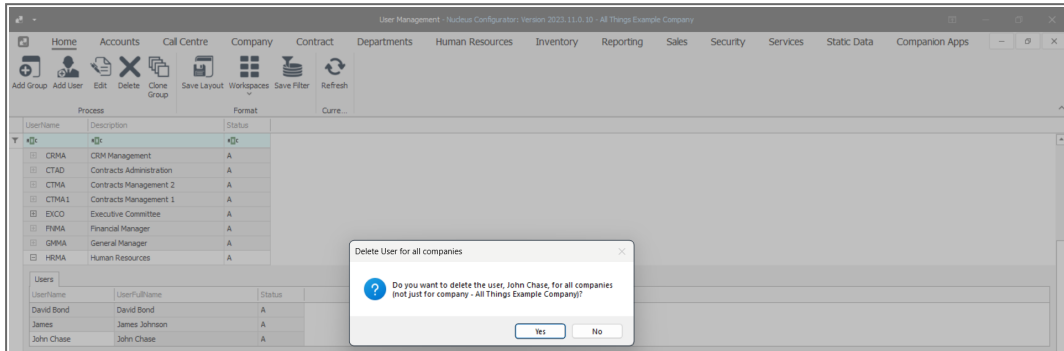 User Management - Nucleus Configurator: Version 2023.11.0.10 - All Things Example Company
Home Accounts Call Centre Company Contract Departments Human Resources Inventory Reporting Sales Security Services Static Data Companion Apps
Add Group Add User Edit Delete Clone Group Save Layout Workspaces Save Filter Refresh
Process Format Curre...
UserName Description Status
CRMA CRM Management A
CTAD Contracts Administration A
CTMA Contracts Management 2 A
CTMA1 Contracts Management 1 A
EXCO Executive Committee A
FNMA Financial Manager A
GMMA General Manager A
HRMA Human Resources A
Users
UserName UserFullName Status
David Bond David Bond A
James James Johnson A
John Chase John Chase A
Delete User for all companies
Do you want to delete the user, John Chase, for all companies
(not just for company - All Things Example Company)?
Yes No